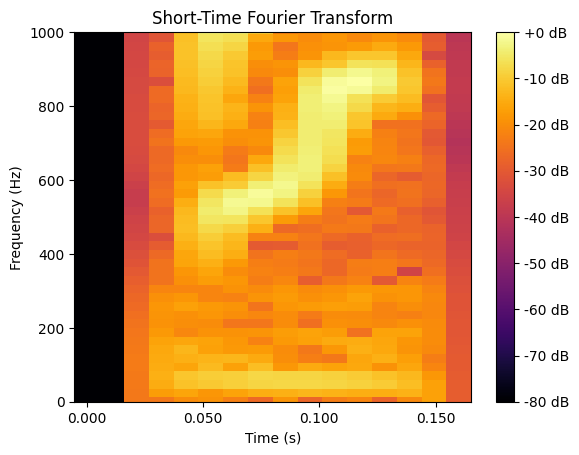 Short-Time Fourier Transform
1000
800
600
400
200
0
Frequency (Hz)
0.000
0.050
0.100
0.150
Time (s)
+0 dB
-10 dB
-20 dB
-30 dB
-40 dB
-50 dB
-60 dB
-70 dB
-80 dB